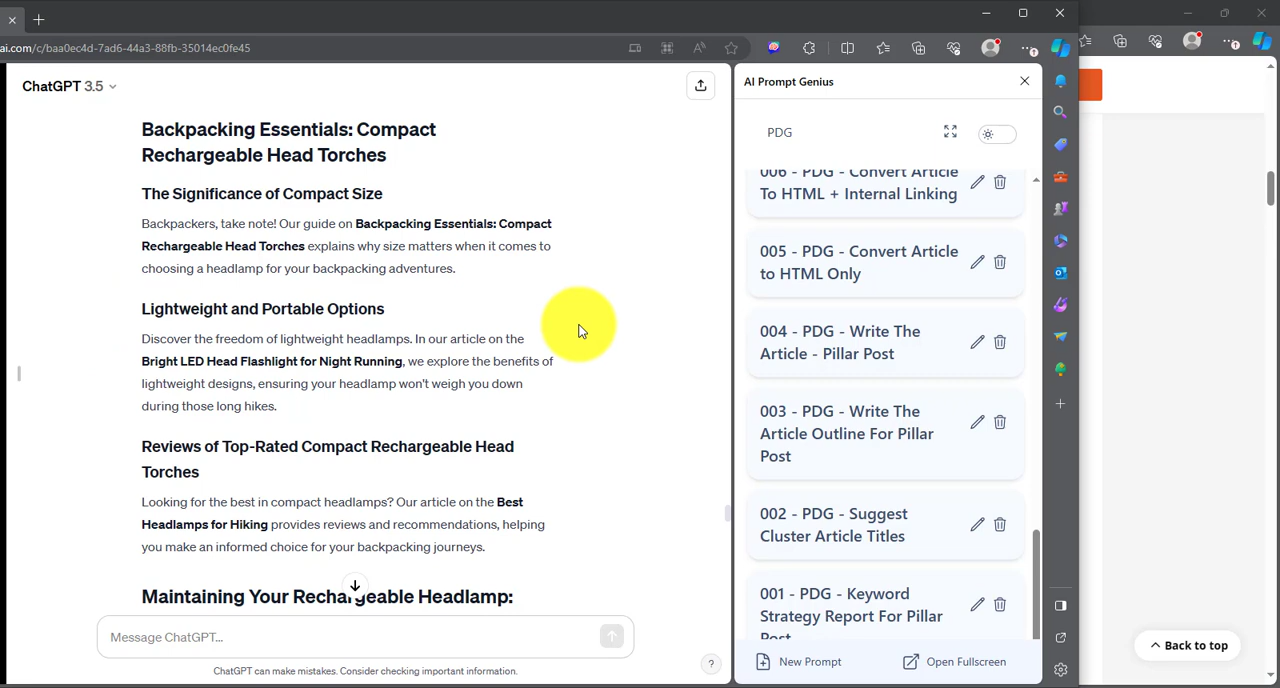 ai.com/c/baa0ec4d-7ad6-44a3-88fb-35014ec0fe45
ChatGPT 3.5
Backpacking Essentials: Compact
Rechargeable Head Torches
The Significance of Compact Size
Backpackers, take note! Our guide on Backpacking Essentials: Compact
Rechargeable Head Torches explains why size matters when it comes to
choosing a headlamp for your backpacking adventures.
Lightweight and Portable Options
Discover the freedom of lightweight headlamps. In our article on the
Bright LED Head Flashlight for Night Running, we explore the benefits of
lightweight designs, ensuring your headlamp won't weigh you down
during those long hikes.
Reviews of Top-Rated Compact Rechargeable Head
Torches
Looking for the best in compact headlamps? Our article on the Best
Headlamps for Hiking provides reviews and recommendations, helping
you make an informed choice for your backpacking journeys.
Maintaining Your Rechargeable Headlamp:
Message ChatGPT...
ChatGPT can make mistakes. Consider checking important information.
?
AI Prompt Genius
PDG
006 - PDG - Convert Article
To HTML + Internal Linking
005 - PDG - Convert Article
to HTML Only
004 - PDG - Write The
Article - Pillar Post
003 - PDG - Write The
Article Outline For Pillar
Post
002 - PDG - Suggest
Cluster Article Titles
001 - PDG - Keyword
Strategy Report For Pillar
Post
New Prompt
Open Fullscreen
Back to top